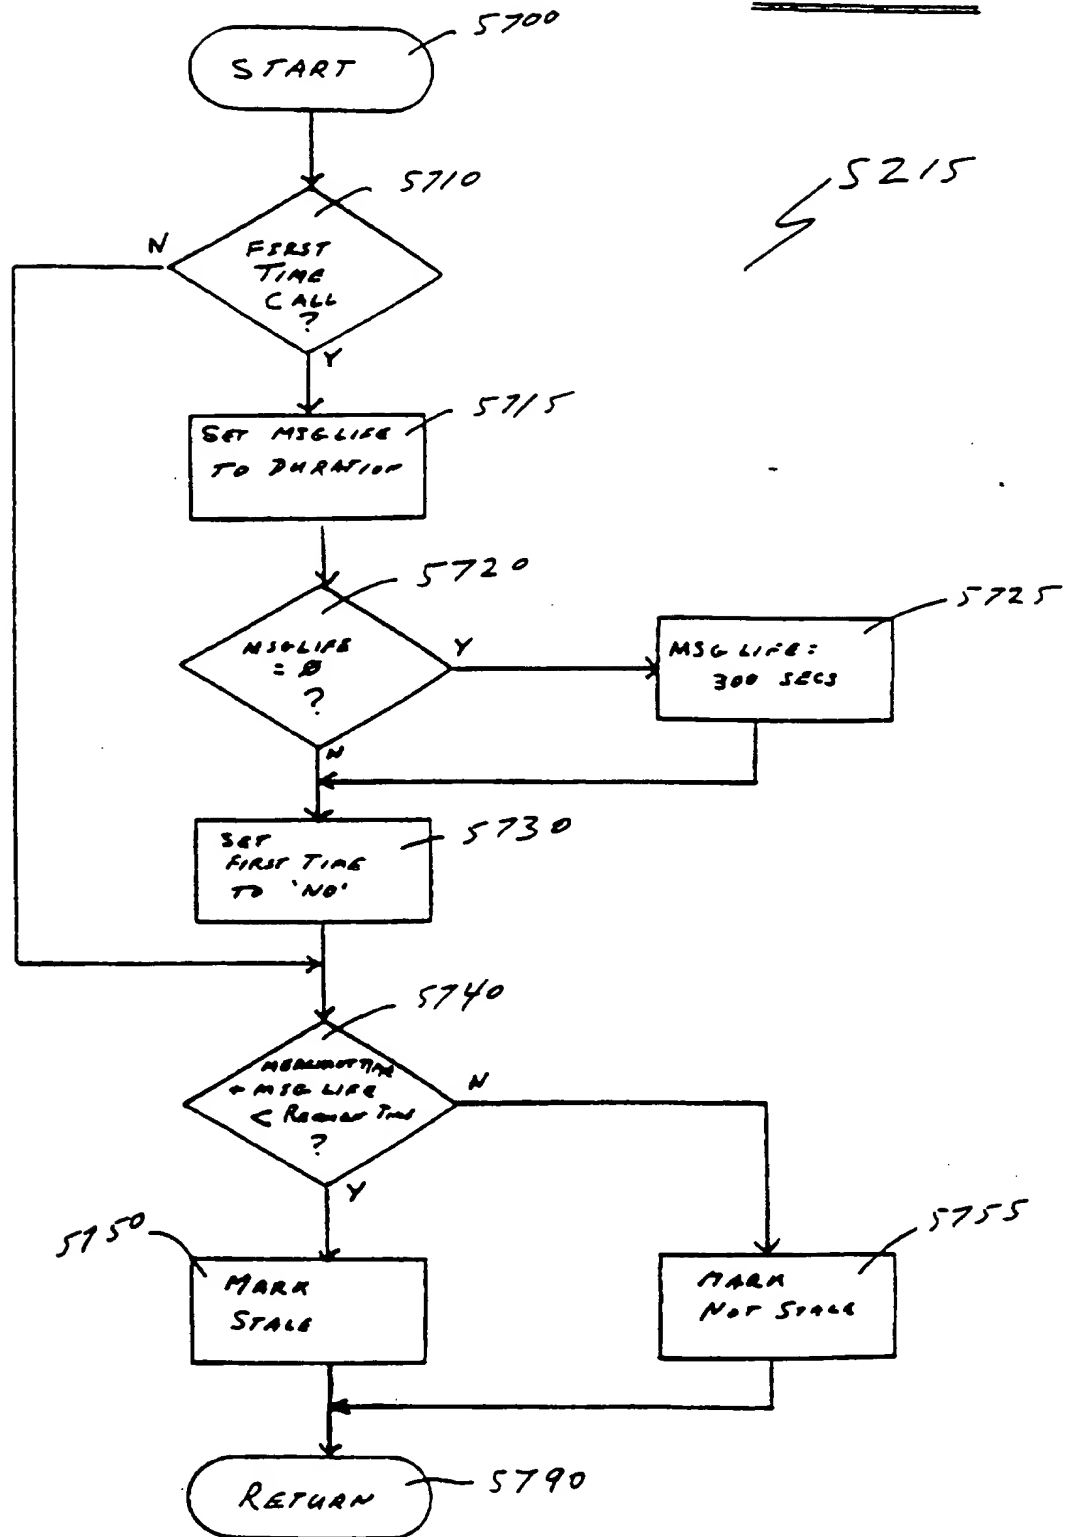 5700
START
5710
5215
N
FIRST
TIME
CALL
?
Y
5715
SET MSGLIFE
TO DURATION
5720
5725
MSGLIFE
= 0
?
Y
MSG LIFE =
300 SECS
N
5730
SET
FIRST TIME
TO 'NO'
5740
+ MSG LIFE
<
?
N
Y
5750
5755
MARK
STALE
MARK
NOT STALE
RETURN
5790